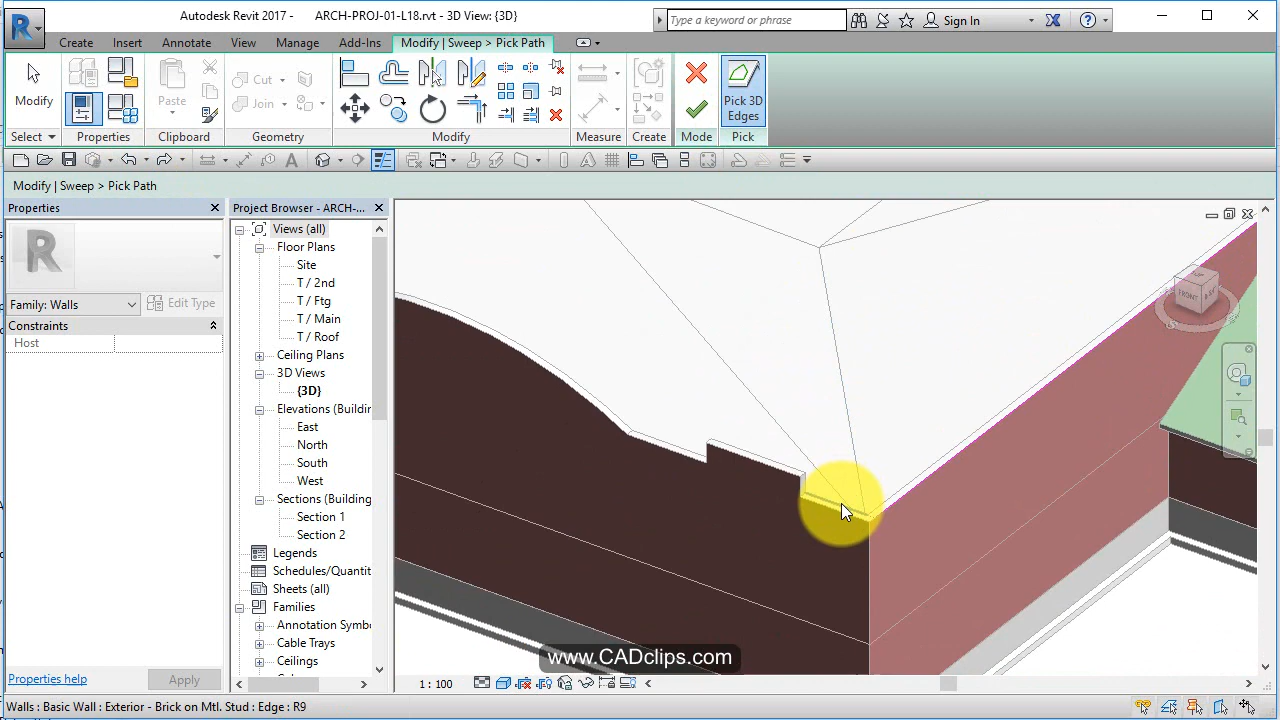 Autodesk Revit 2017 - ARCH-PROJ-01-L18.rvt - 3D View: {3D}
Type a keyword or phrase
Sign In
Create Insert Annotate View Manage Add-Ins Modify | Sweep > Pick Path
Modify
Paste
Cut
Join
Pick 3D
Edges
Select Properties Clipboard Geometry Modify Measure Create Mode Pick
Modify | Sweep > Pick Path
Properties
Family: Walls
Edit Type
Constraints
Host
Properties help
Apply
Project Browser - ARCH-...
Views (all)
Floor Plans
Site
T / 2nd
T / Ftg
T / Main
T / Roof
Ceiling Plans
3D Views
{3D}
Elevations (Buildin
East
North
South
West
Sections (Building
Section 1
Section 2
Legends
Schedules/Quantit
Sheets (all)
Families
Annotation Symbo
Cable Trays
Ceilings
FRONT
www.CADclips.com
1 : 100
Walls : Basic Wall : Exterior - Brick on Mtl. Stud : Edge : R9